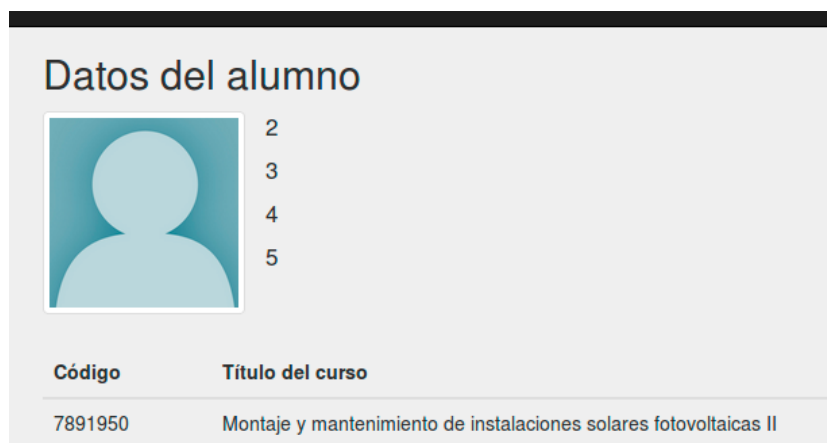 Datos del alumno
2
3
4
5
Código Título del curso
7891950 Montaje y mantenimiento de instalaciones solares fotovoltaicas II